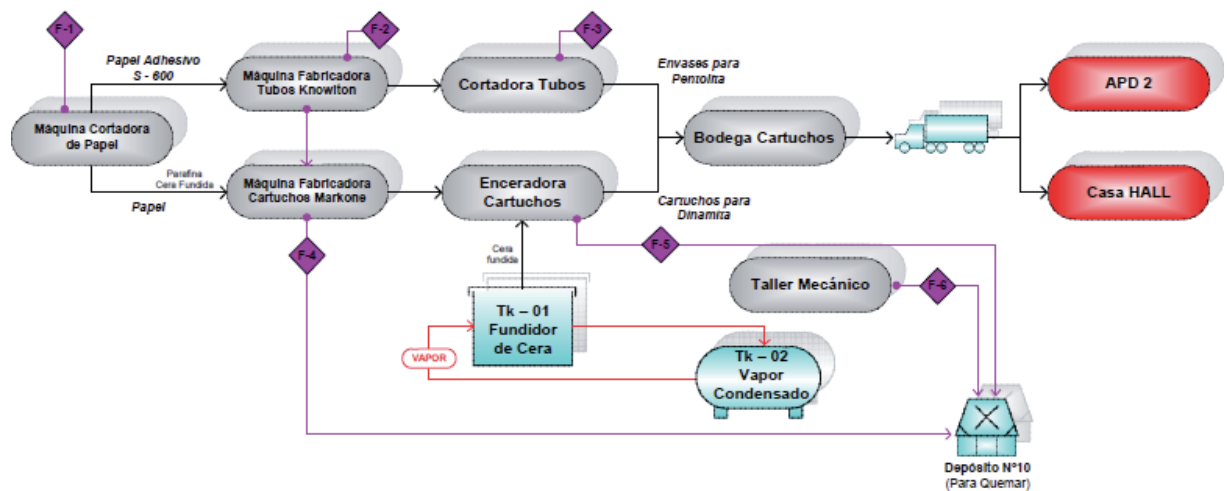 F-1
F-2
F-3
Papel Adhesivo
S - 600
Máquina Fabricadora
Tubos Knowlton
Cortadora Tubos
Envases para
Pentolita
APD 2
Máquina Cortadora
de Papel
Bodega Cartuchos
Parafina
Cera Fundida
Papel
Máquina Fabricadora
Cartuchos Markone
Enceradora
Cartuchos
Cartuchos para
Dinamita
Casa HALL
F-4
F-5
Cera
fundida
Taller Mecánico
F-6
Tk – 01
Fundidor
de Cera
VAPOR
Tk – 02
Vapor
Condensado
Depósito Nº10
(Para Quemar)